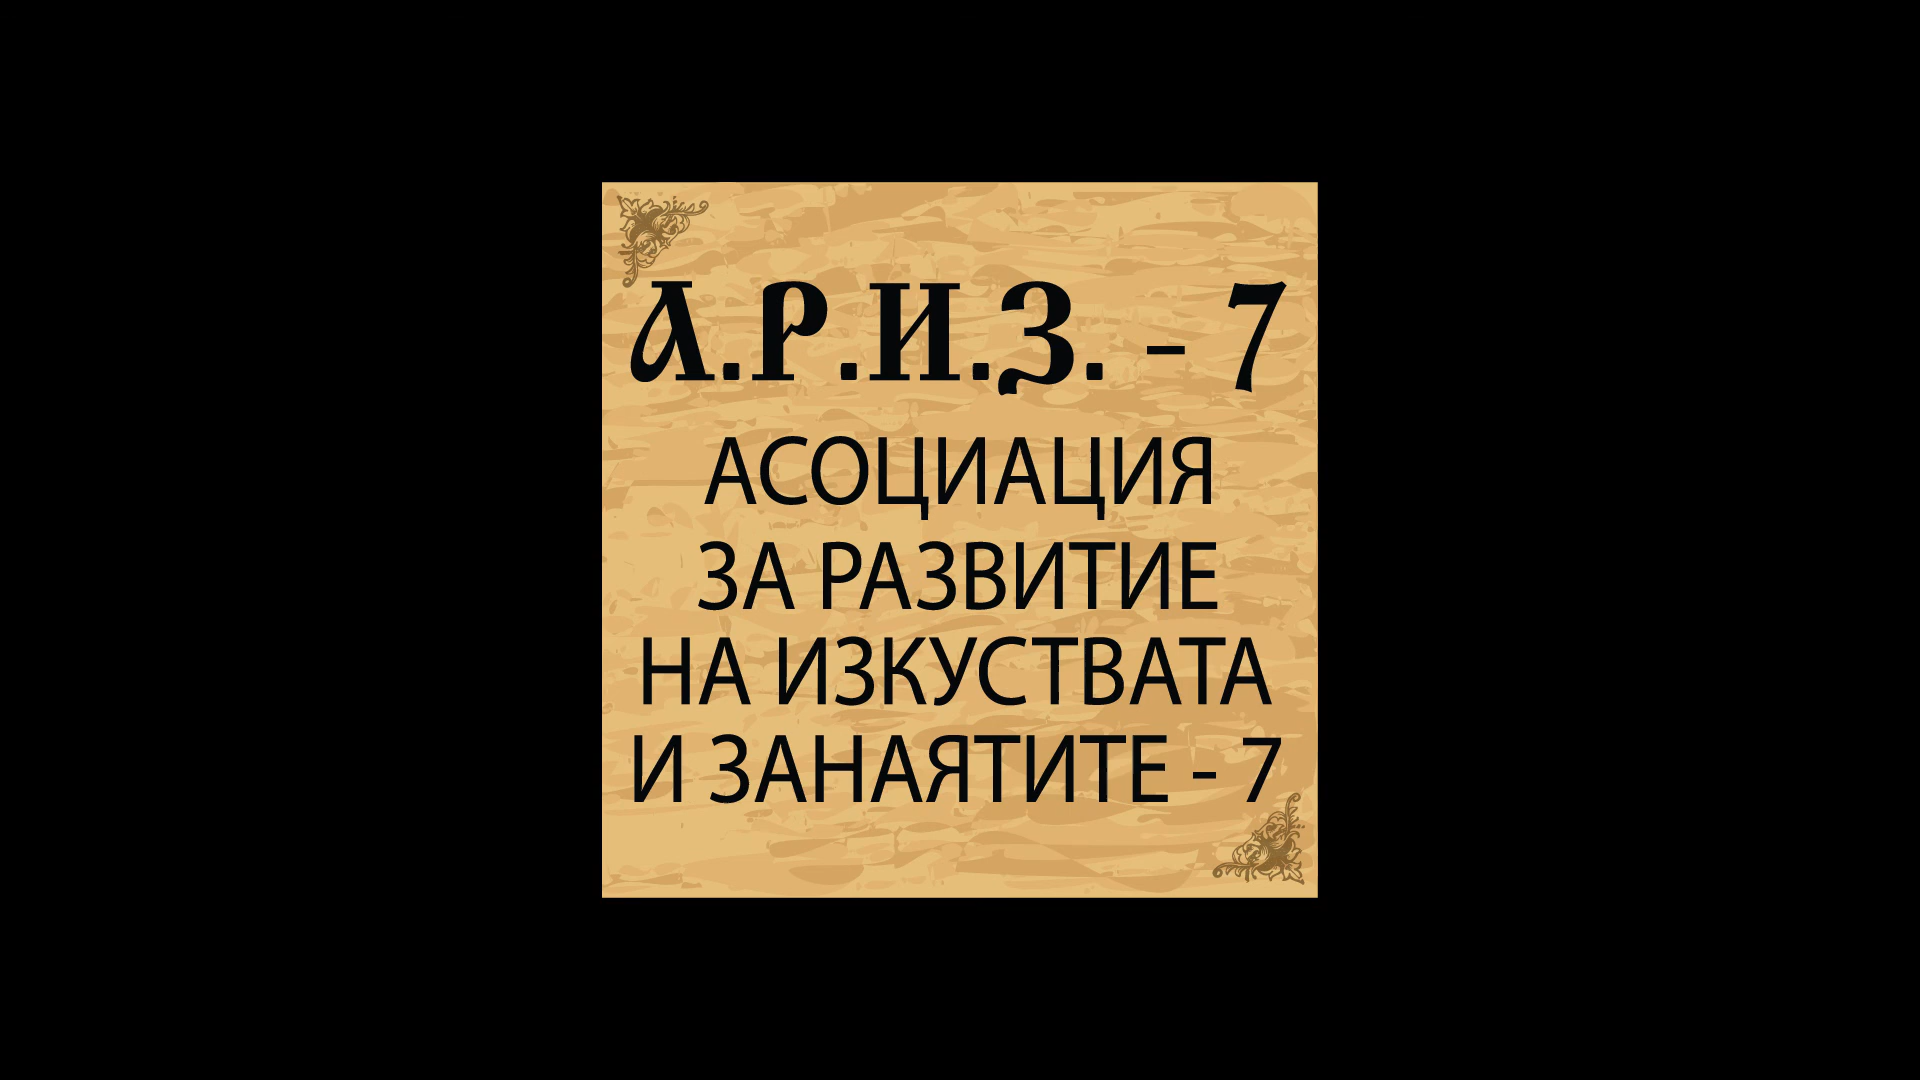 А.Р.И.З. - 7
АСОЦИАЦИЯ
ЗА РАЗВИТИЕ
НА ИЗКУСТВАТА
И ЗАНАЯТИТЕ - 7